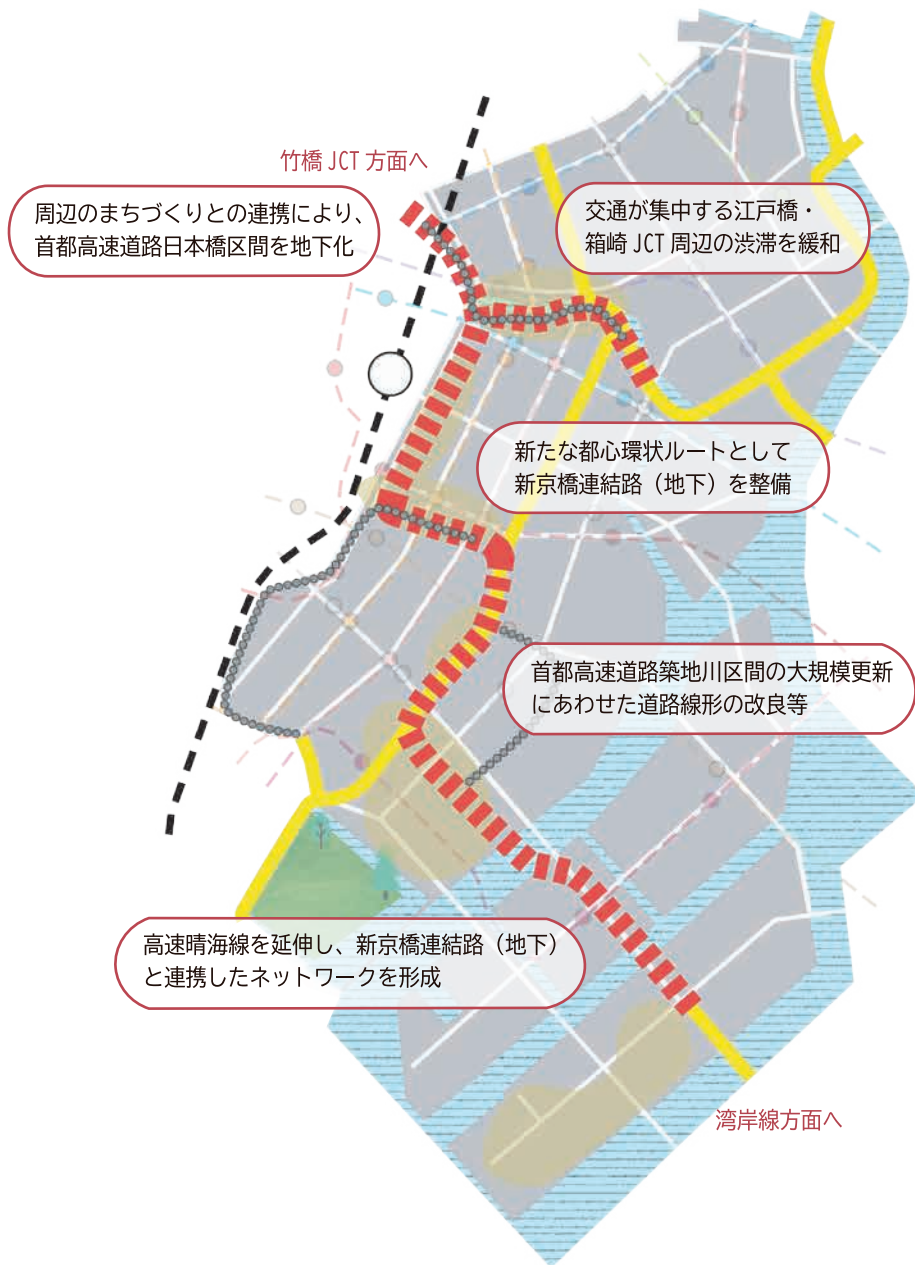 竹橋 JCT 方面へ
周辺のまちづくりとの連携により、
首都高速道路日本橋区間を地下化
交通が集中する江戸橋・
箱崎 JCT 周辺の渋滞を緩和
新たな都心環状ルートとして
新京橋連結路（地下）を整備
首都高速道路築地川区間の大規模更新
にあわせた道路線形の改良等
高速晴海線を延伸し、新京橋連結路（地下）
と連携したネットワークを形成
湾岸線方面へ